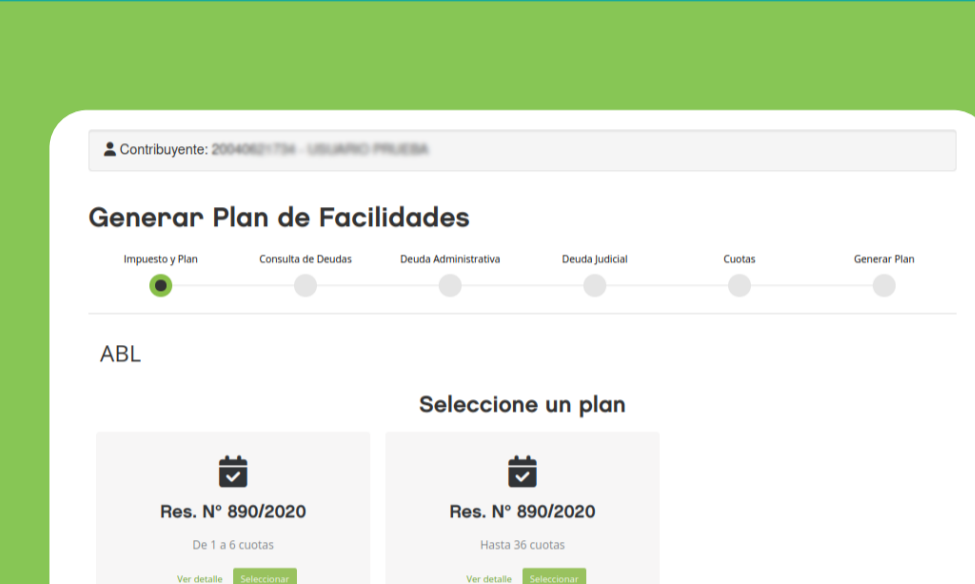 Contribuyente:
Generar Plan de Facilidades
Impuesto y Plan
Consulta de Deudas
Deuda Administrativa
Deuda Judicial
Cuotas
Generar Plan
ABL
Seleccione un plan
Res. N° 890/2020
De 1 a 6 cuotas
Ver detalle Seleccionar
Res. N° 890/2020
Hasta 36 cuotas
Ver detalle Seleccionar